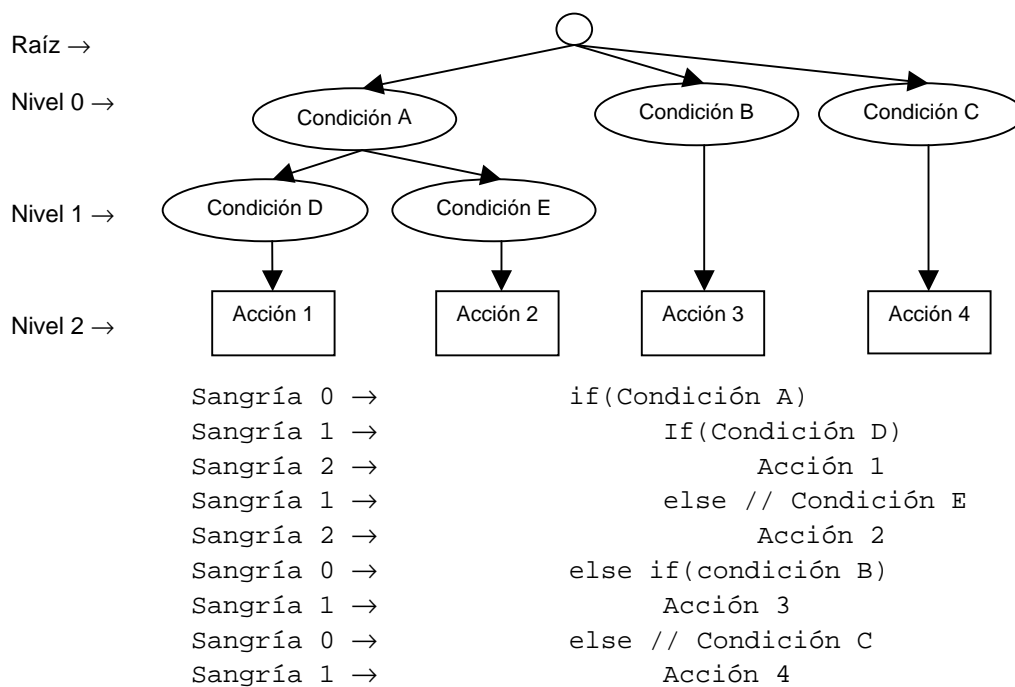 Raíz →
Nivel 0 →
Condición A
Condición B
Condición C
Nivel 1 →
Condición D
Condición E
Nivel 2 →
Acción 1
Acción 2
Acción 3
Acción 4
Sangría 0 → if(Condición A)
Sangría 1 → If(Condición D)
Sangría 2 → Acción 1
Sangría 1 → else // Condición E
Sangría 2 → Acción 2
Sangría 0 → else if(condición B)
Sangría 1 → Acción 3
Sangría 0 → else // Condición C
Sangría 1 → Acción 4